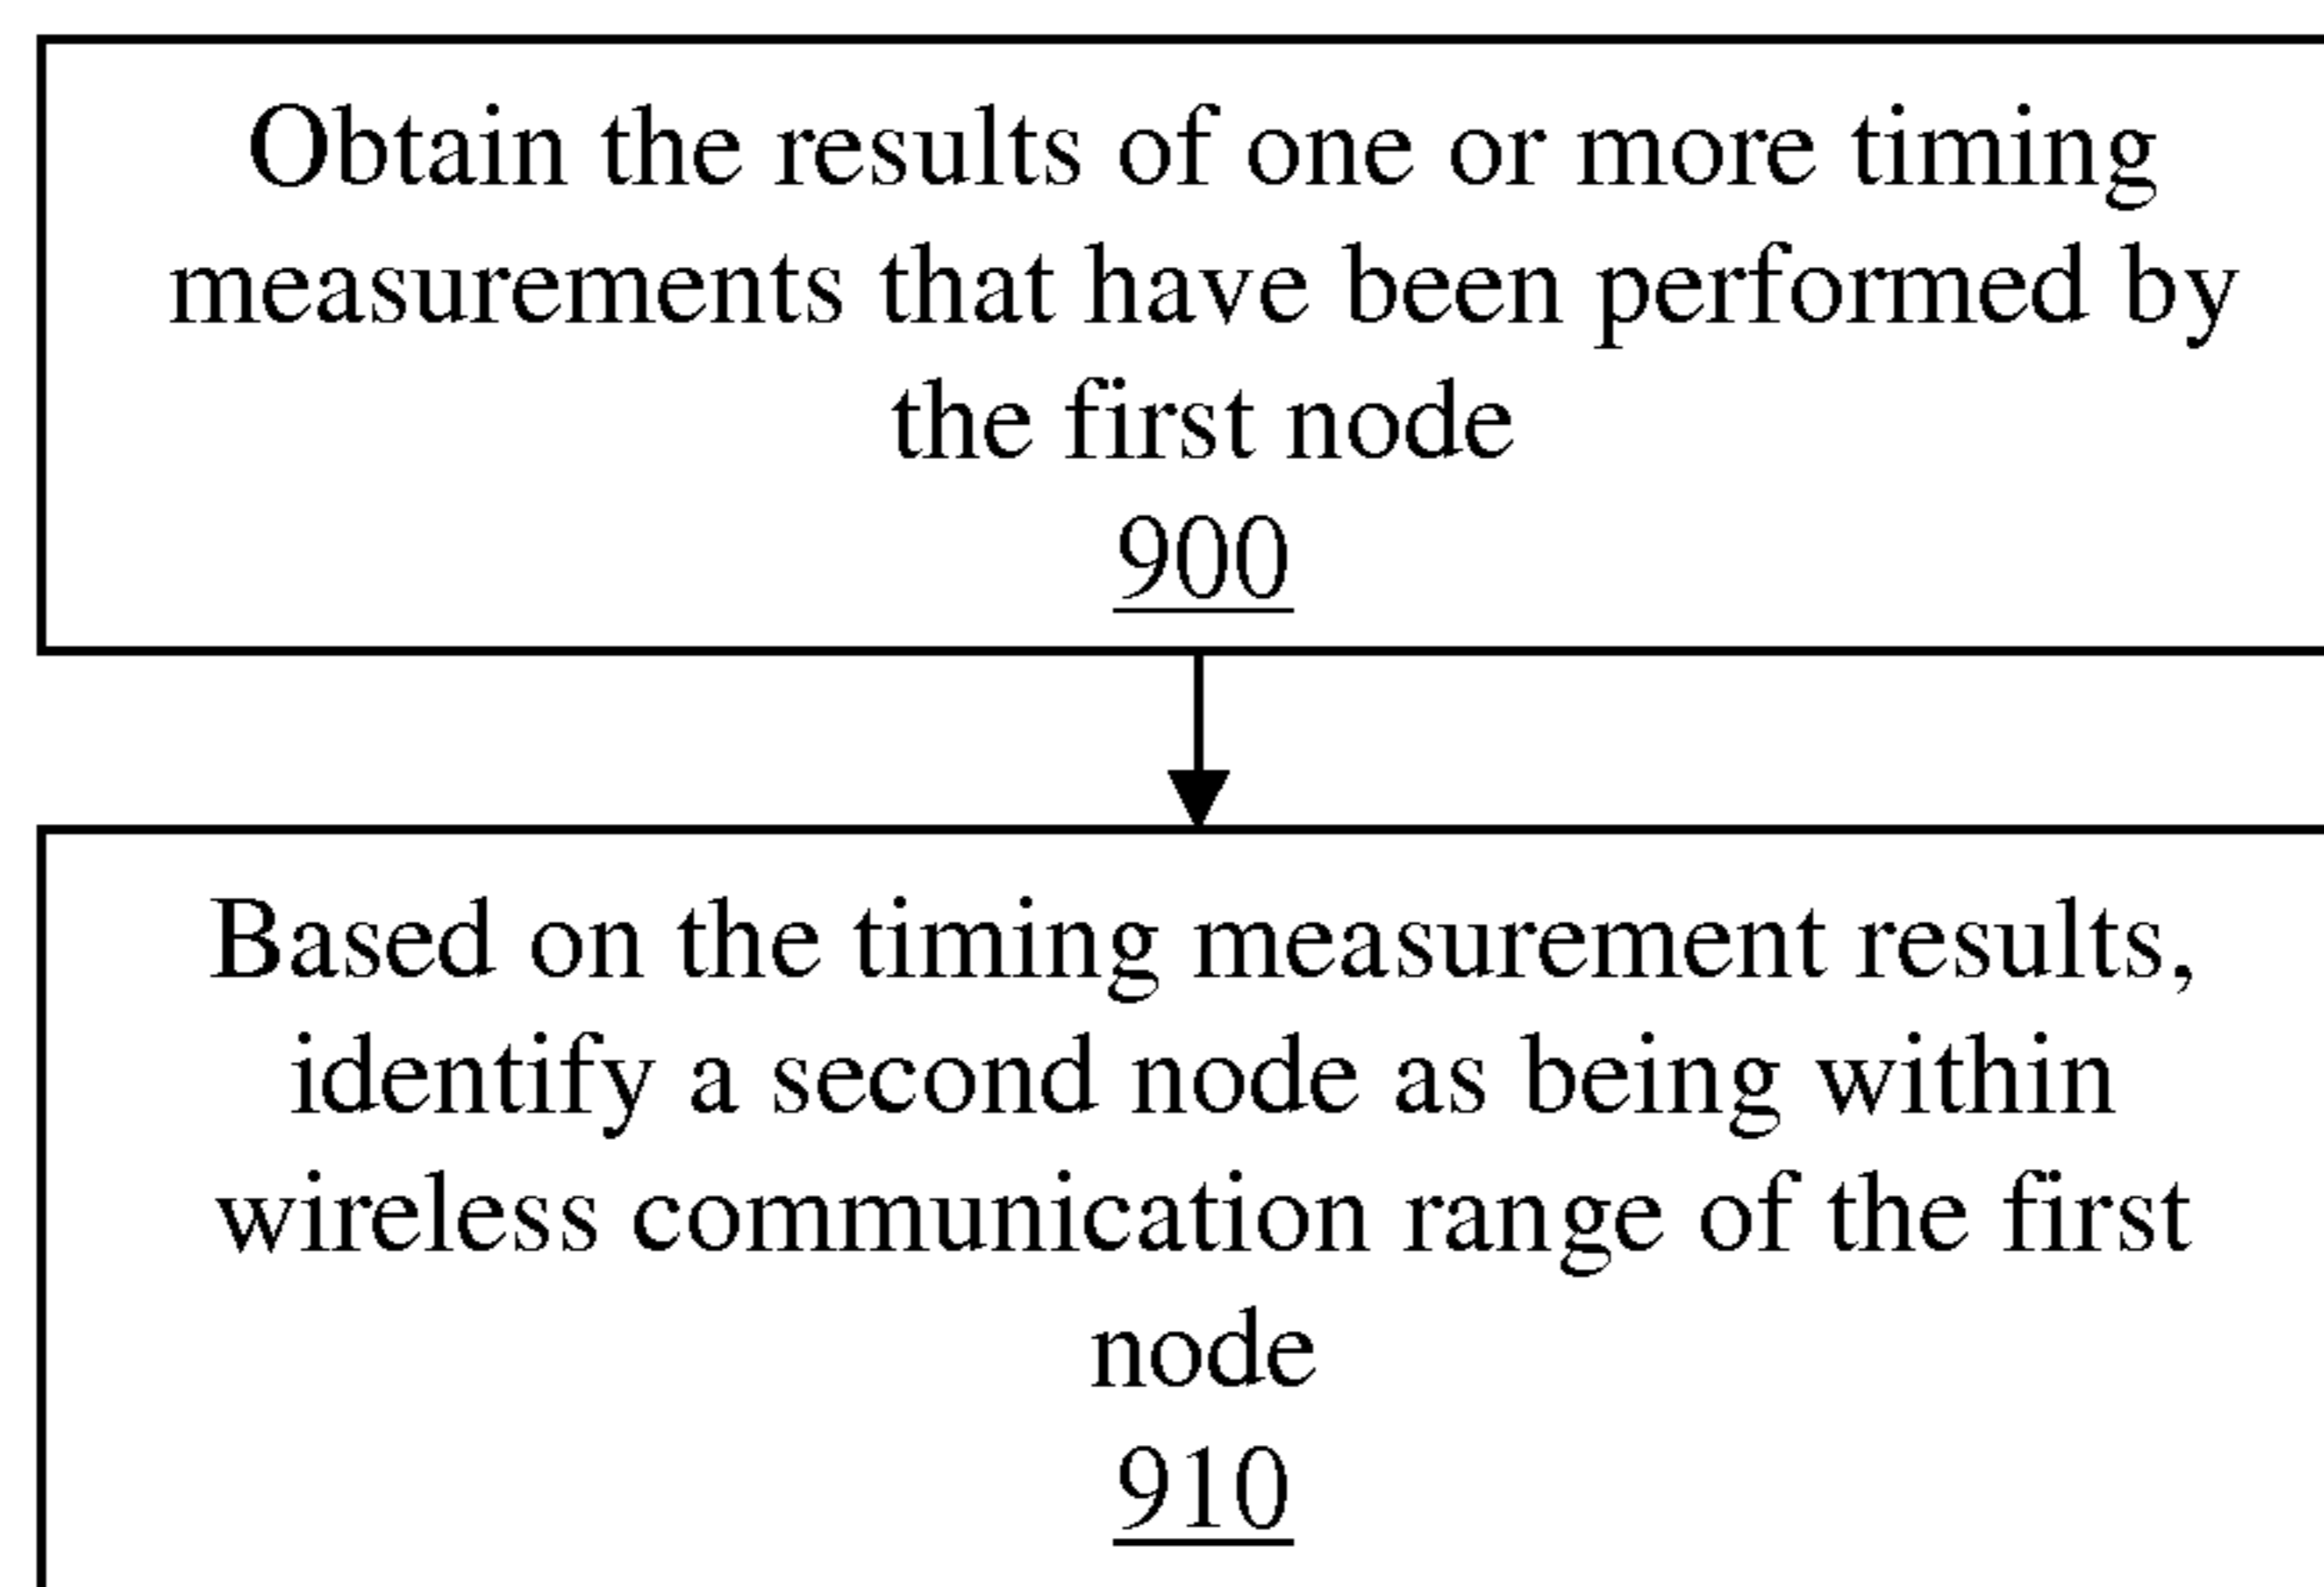 Obtain the results of one or more timing
measurements that have been performed by
the first node
900
Based on the timing measurement results,
identify a second node as being within
wireless communication range of the first
node
910